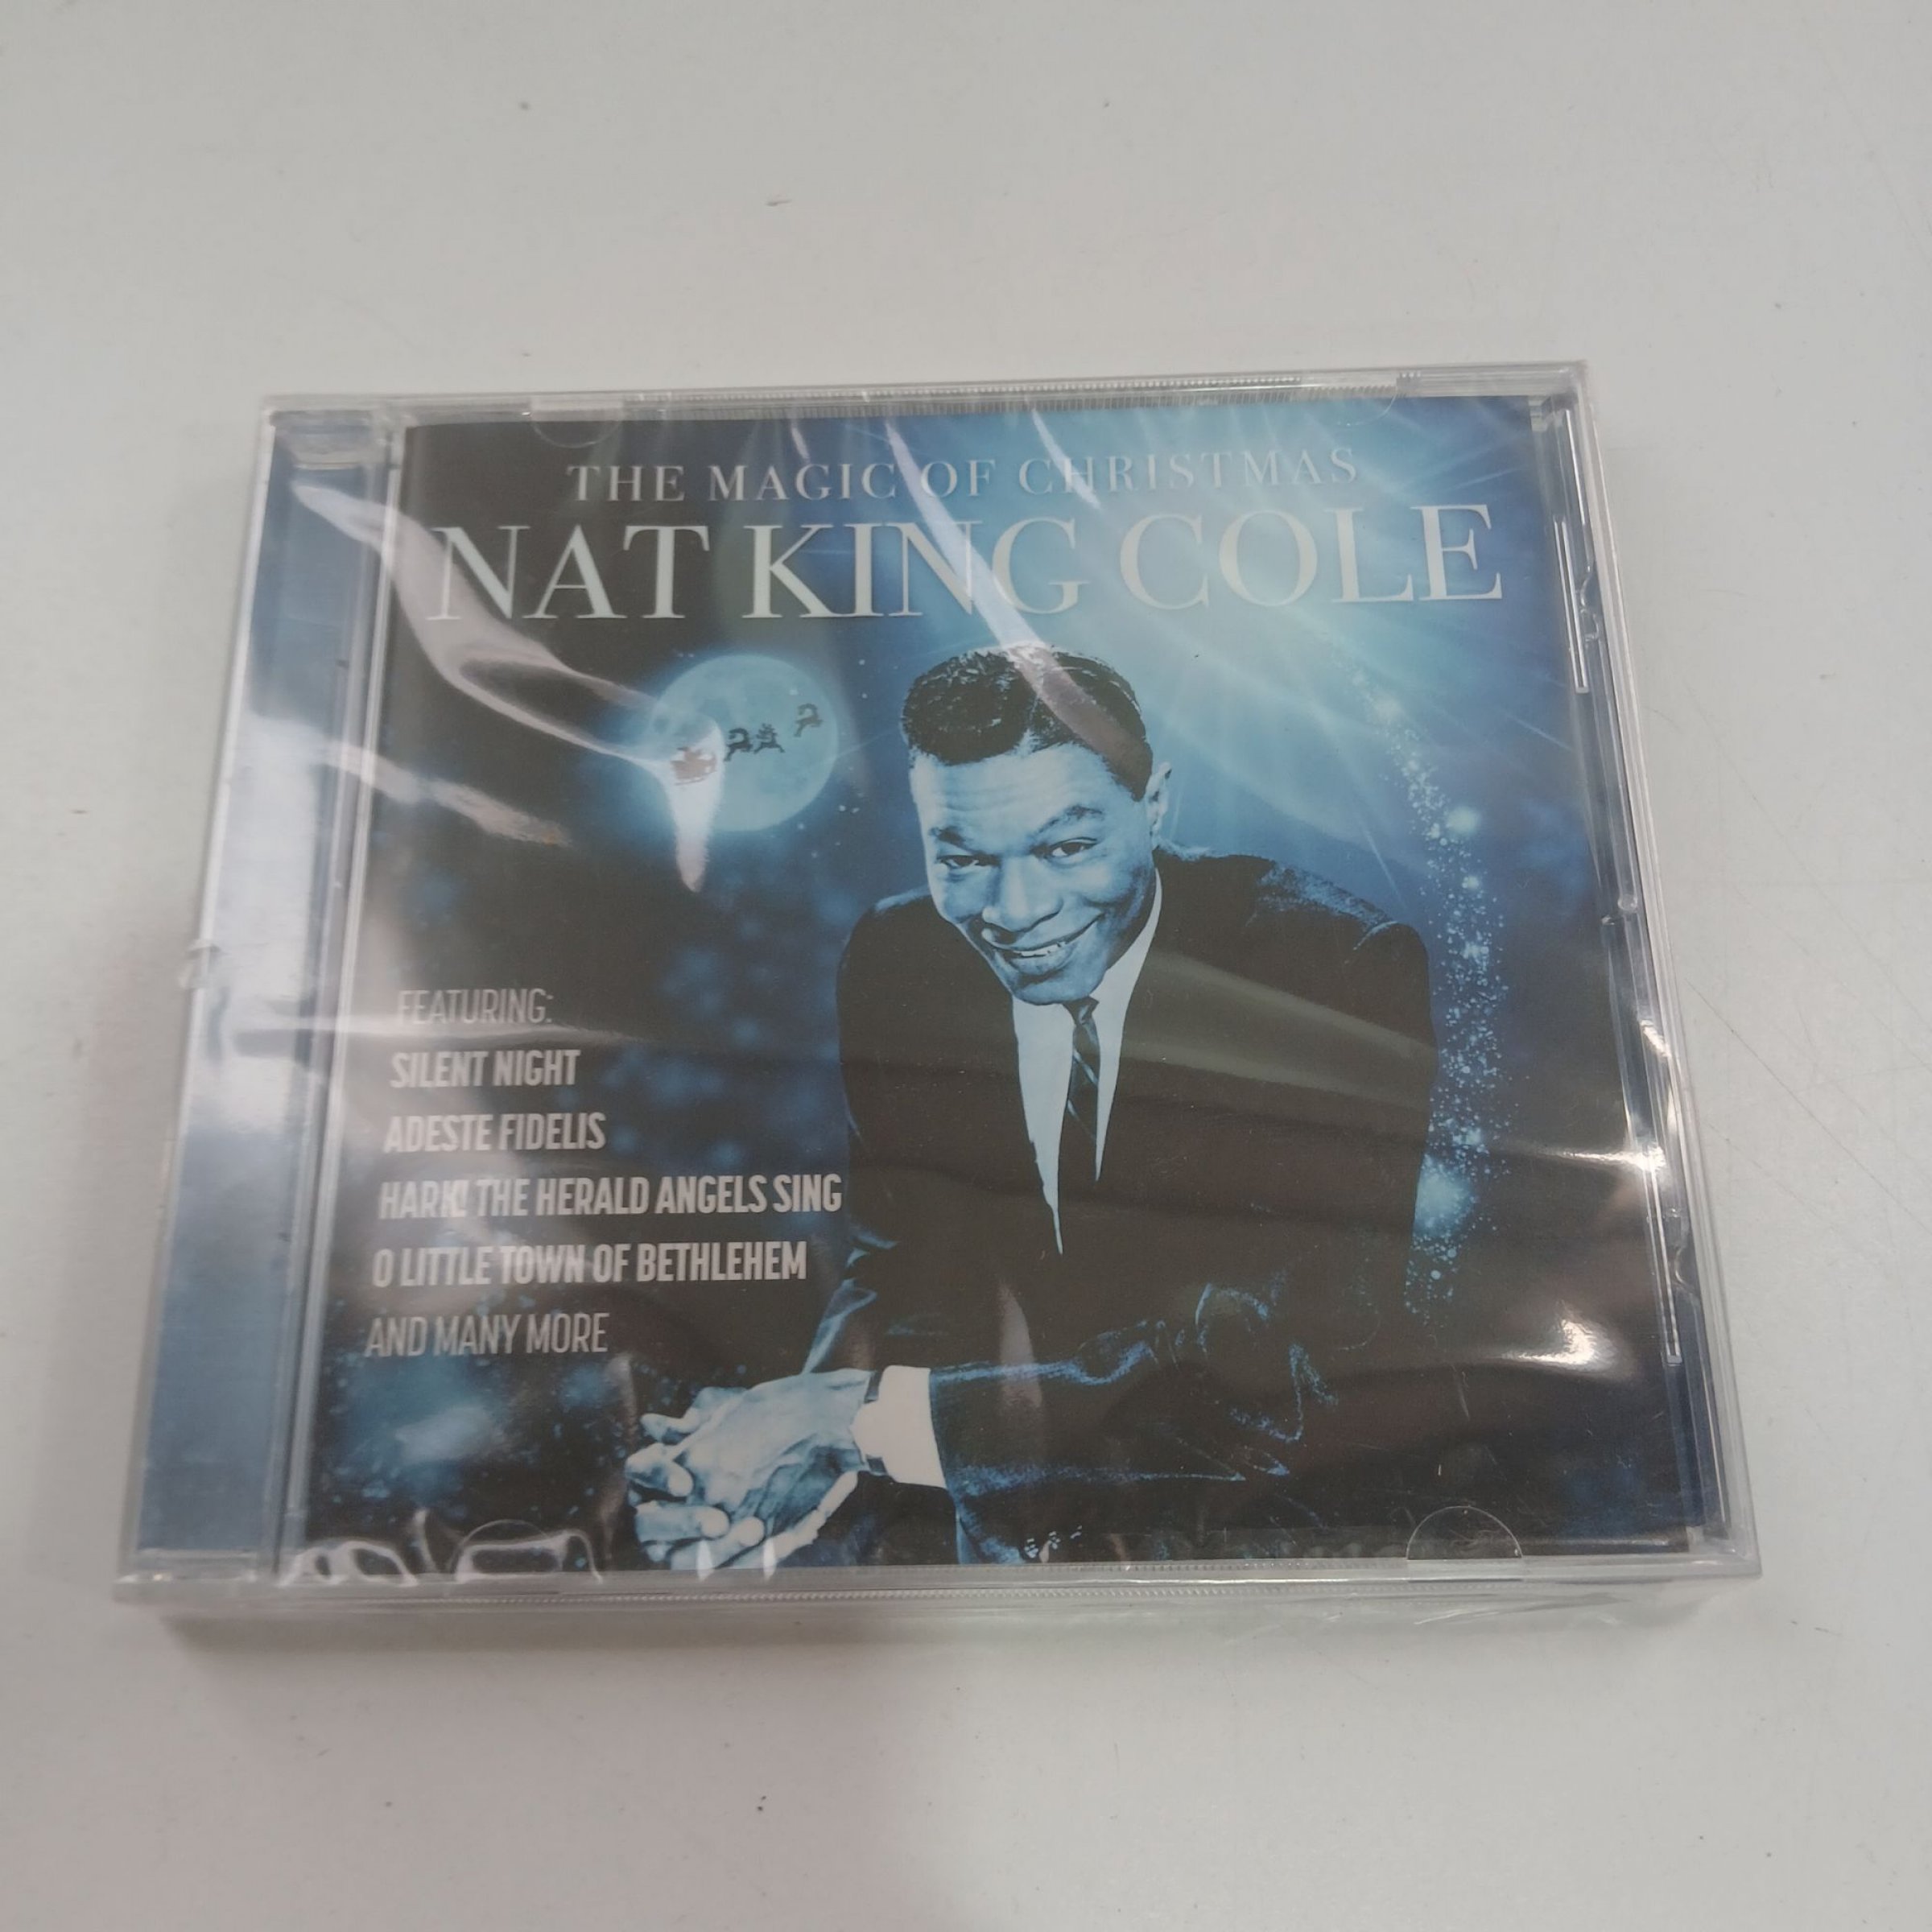 THE MAGIC OF CHRISTMAS
NAT KING COLE
FEATURING:
SILENT NIGHT
ADESTE FIDELIS
HARK! THE HERALD ANGELS SING
O LITTLE TOWN OF BETHLEHEM
AND MANY MORE